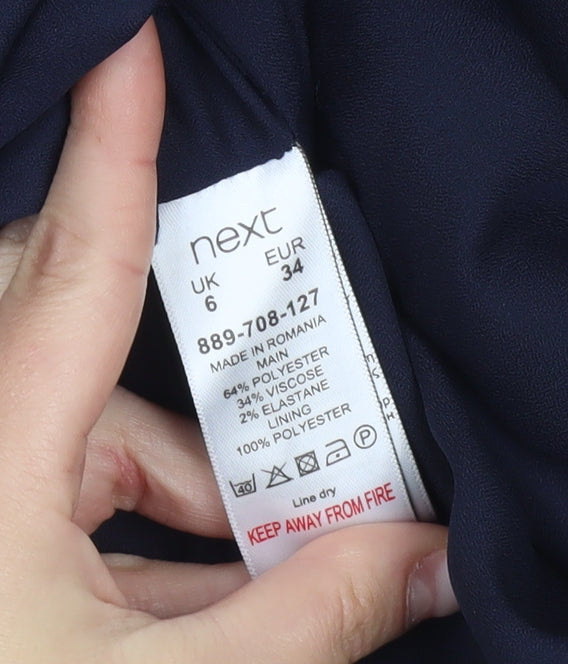 next
UK EUR
6 34
889-708-127
MADE IN ROMANIA
MAIN
64% POLYESTER
34% VISCOSE
2% ELASTANE
LINING
100% POLYESTER
40 P
Line dry
KEEP AWAY FROM FIRE